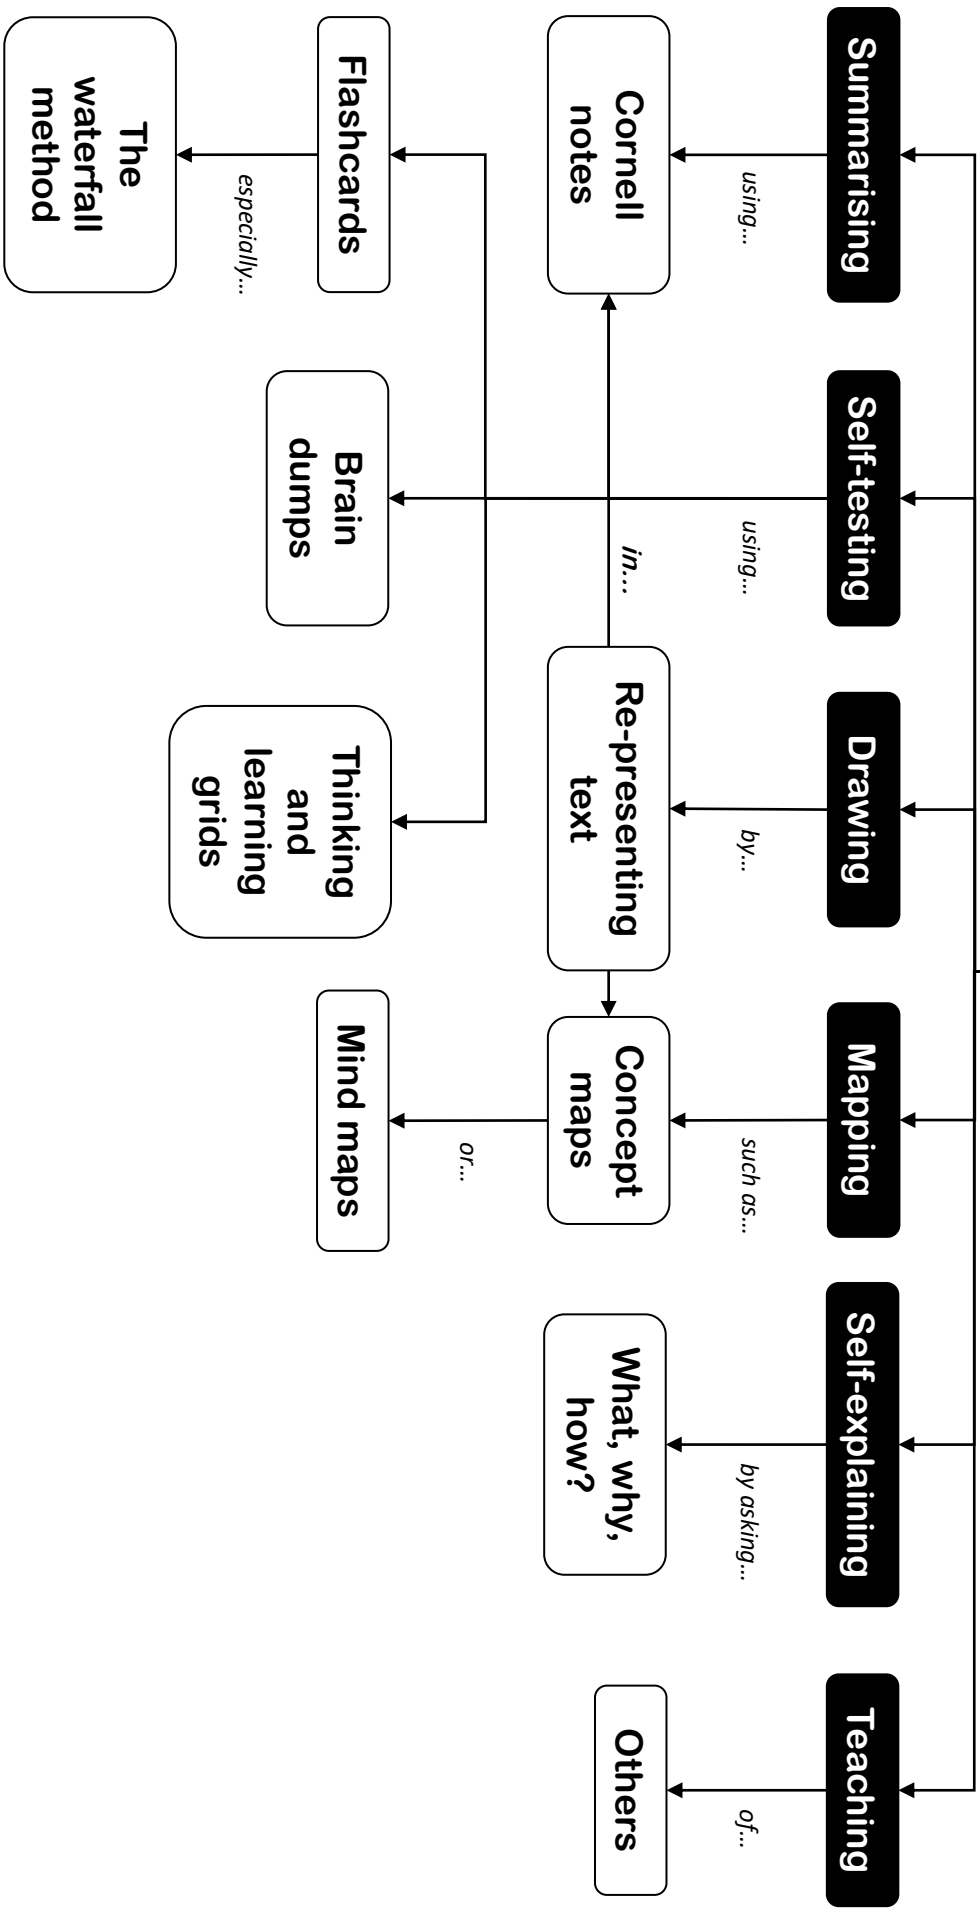 Summarising
Self-testing
Drawing
Mapping
Self-explaining
Teaching
using...
using...
by...
such as...
by asking...
of...
Cornell
notes
in...
Re-presenting
text
Concept
maps
What, why,
how?
Others
or...
Flashcards
Brain
dumps
Thinking
and
learning
grids
Mind maps
especially...
The
waterfall
method